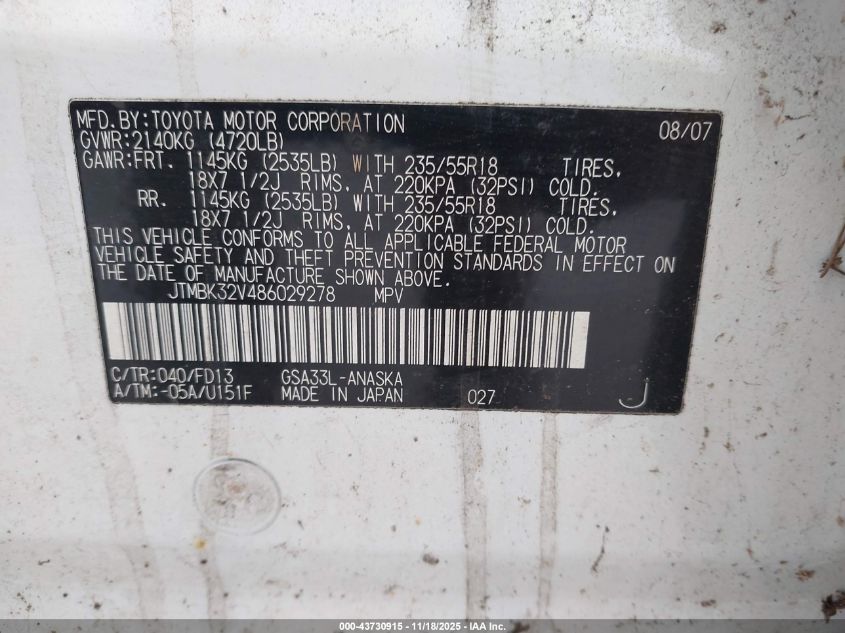 MFD.BY:TOYOTA MOTOR CORPORATION 08/07
GVWR:2140KG (4720LB)
GAWR:FRT. 1145KG (2535LB) WITH 235/55R18 TIRES,
18X7 1/2J RIMS, AT 220KPA (32PSI) COLD.
RR. 1145KG (2535LB) WITH 235/55R18 TIRES,
18X7 1/2J RIMS, AT 220KPA (32PSI) COLD.
THIS VEHICLE CONFORMS TO ALL APPLICABLE FEDERAL MOTOR
VEHICLE SAFETY AND THEFT PREVENTION STANDARDS IN EFFECT ON
THE DATE OF MANUFACTURE SHOWN ABOVE.
JTMBK32V486029278 MPV
C/TR:040/FD13 GSA33L-ANASKA
A/TM:-05A/U151F MADE IN JAPAN 027 J
000-43730915 - 11/18/2025 - IAA Inc.